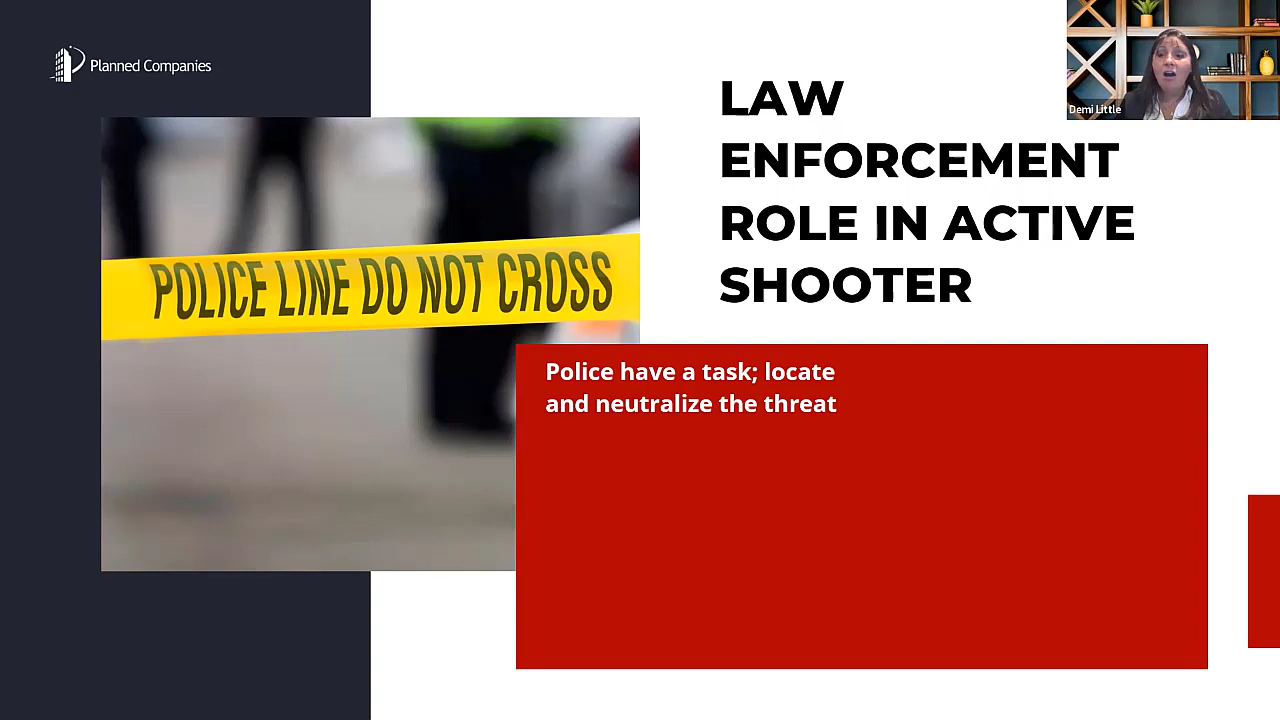 Planned Companies
LAW
ENFORCEMENT
ROLE IN ACTIVE
SHOOTER
Demi Little
POLICE LINE DO NOT CROSS
Police have a task; locate
and neutralize the threat